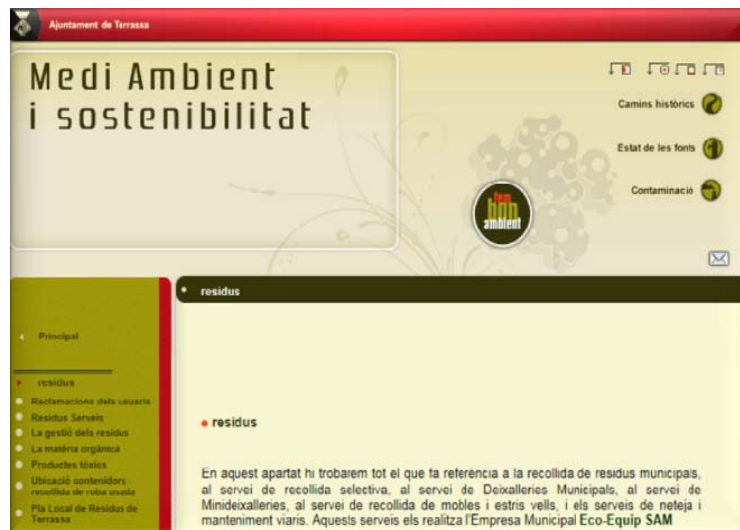 Ajuntament de Terrassa
Medi Ambient
i sostenibilitat
Camins històrics
Estat de les fonts
Contaminació
fem
bon
ambient
residus
Principal
residus
Reclamacions dels usuaris
Residus Serveis
La gestió dels residus
La matèria orgànica
Productes tòxics
Ubicació contenidors
recollida de roba usada
Pla Local de Residus de
Terrassa
residus
En aquest apartat hi trobarem tot el que fa referencia a la recollida de residus municipals,
al servei de recollida selectiva, al servei de Deixalleries Municipals, al servei de
Minideixalleries, al servei de recollida de mobles i estris vells, i els serveis de neteja i
manteniment viaris. Aquests serveis els realitza l'Empresa Municipal Eco-Equip SAM